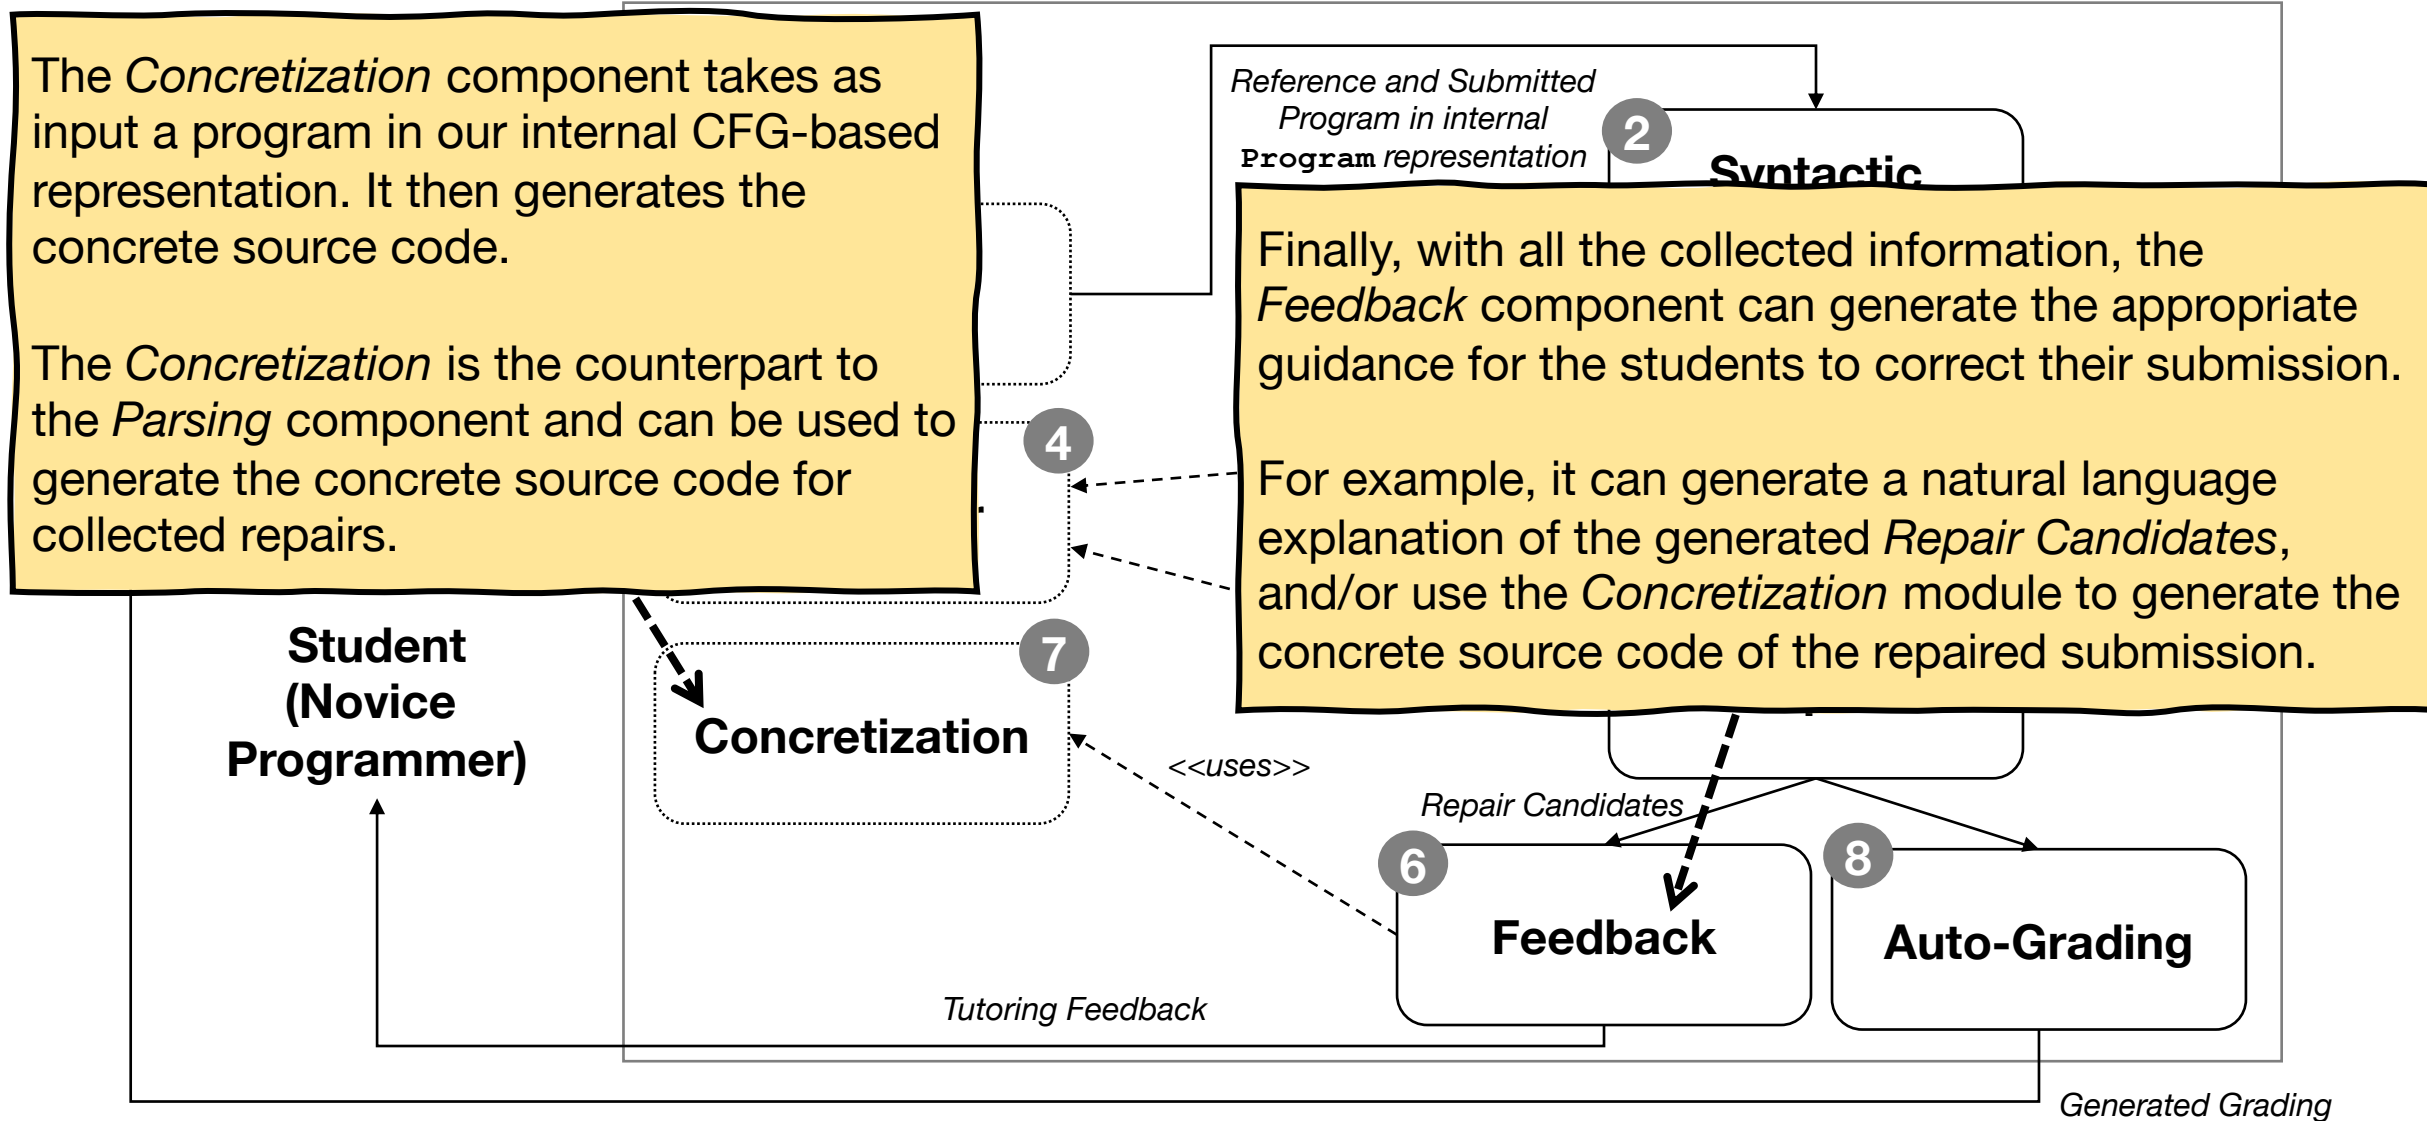 The Concretization component takes as
input a program in our internal CFG-based
representation. It then generates the
concrete source code.
The Concretization is the counterpart to
the Parsing component and can be used to
generate the concrete source code for
collected repairs.
Reference and Submitted
Program in internal
Program representation
2
Syntactic
Finally, with all the collected information, the
Feedback component can generate the appropriate
guidance for the students to correct their submission.
For example, it can generate a natural language
explanation of the generated Repair Candidates,
and/or use the Concretization module to generate the
concrete source code of the repaired submission.
4
Student
(Novice
Programmer)
7
Concretization
<<uses>>
Repair Candidates
6
Feedback
8
Auto-Grading
Tutoring Feedback
Generated Grading